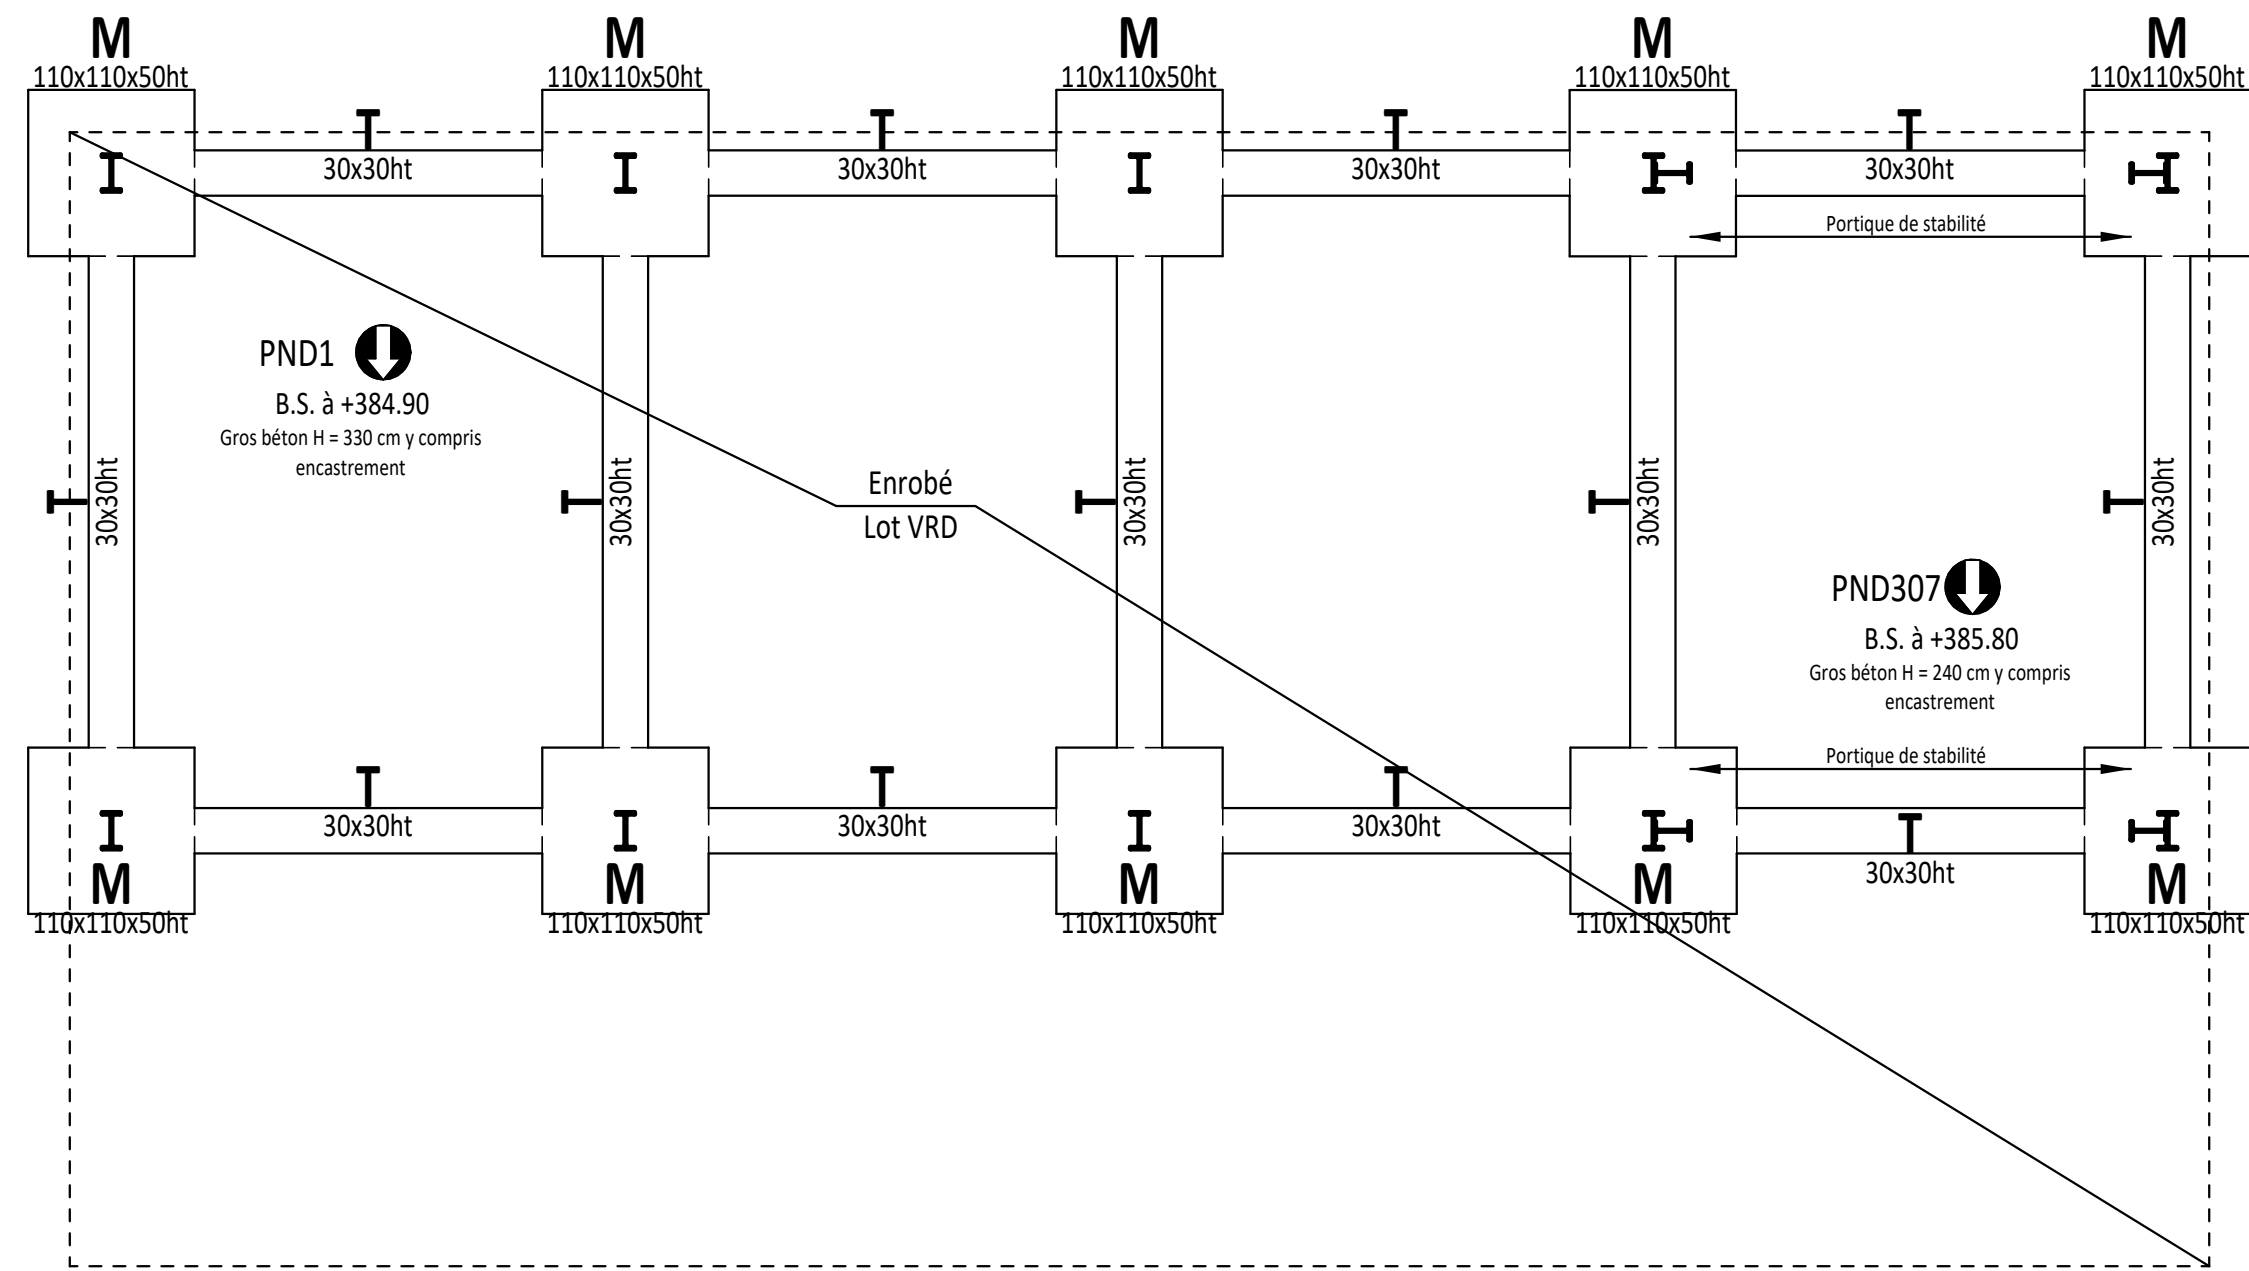 M
110x110x50ht
M
110x110x50ht
M
110x110x50ht
M
110x110x50ht
M
110x110x50ht
T
30x30ht
T
30x30ht
T
30x30ht
T
30x30ht
Portique de stabilité
PND1
B.S. à +384.90
Gros béton H = 330 cm y compris
encastrement
Enrobé
Lot VRD
T
30x30ht
T
30x30ht
T
30x30ht
T
30x30ht
T
30x30ht
PND307
B.S. à +385.80
Gros béton H = 240 cm y compris
encastrement
Portique de stabilité
T
30x30ht
T
30x30ht
T
30x30ht
T
30x30ht
M
110x110x50ht
M
110x110x50ht
M
110x110x50ht
M
110x110x50ht
M
110x110x50ht